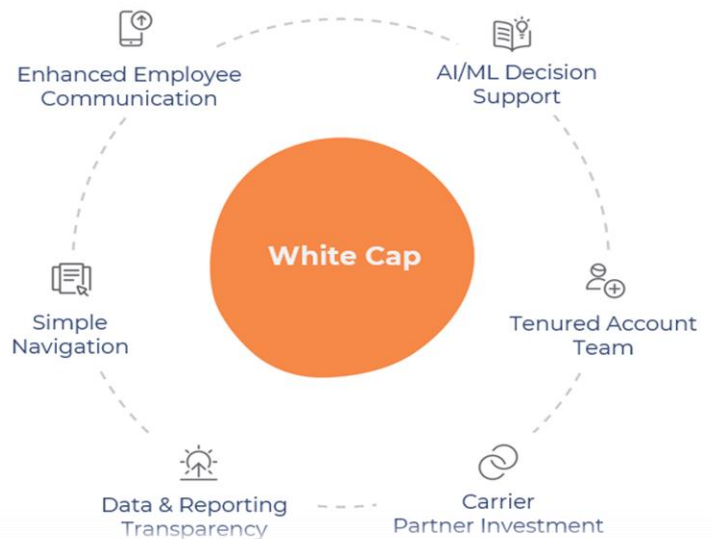 Enhanced Employee
Communication
AI/ML Decision
Support
White Cap
Simple
Navigation
Tenured Account
Team
Data & Reporting
Transparency
Carrier
Partner Investment